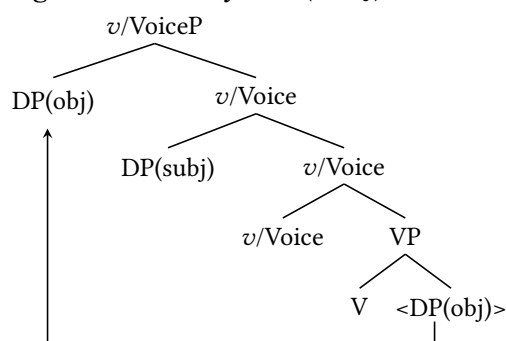 v/VoiceP
DP(obj) v/Voice
DP(subj) v/Voice
v/Voice VP
V <DP(obj)>